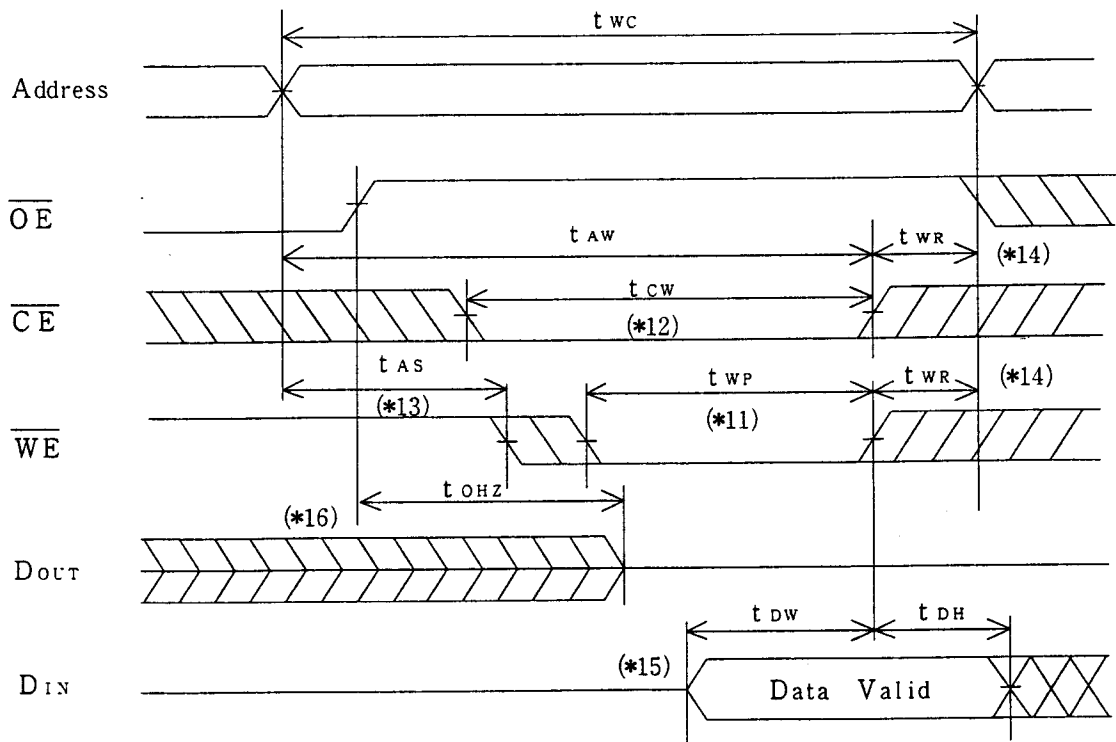 t WC
Address
OE
t AW
t WR
(*14)
CE
t CW
(*12)
t AS
(*13)
t WP
(*11)
t WR
(*14)
WE
t OHZ
(*16)
DOUT
t DW
t DH
(*15)
DIN
Data Valid